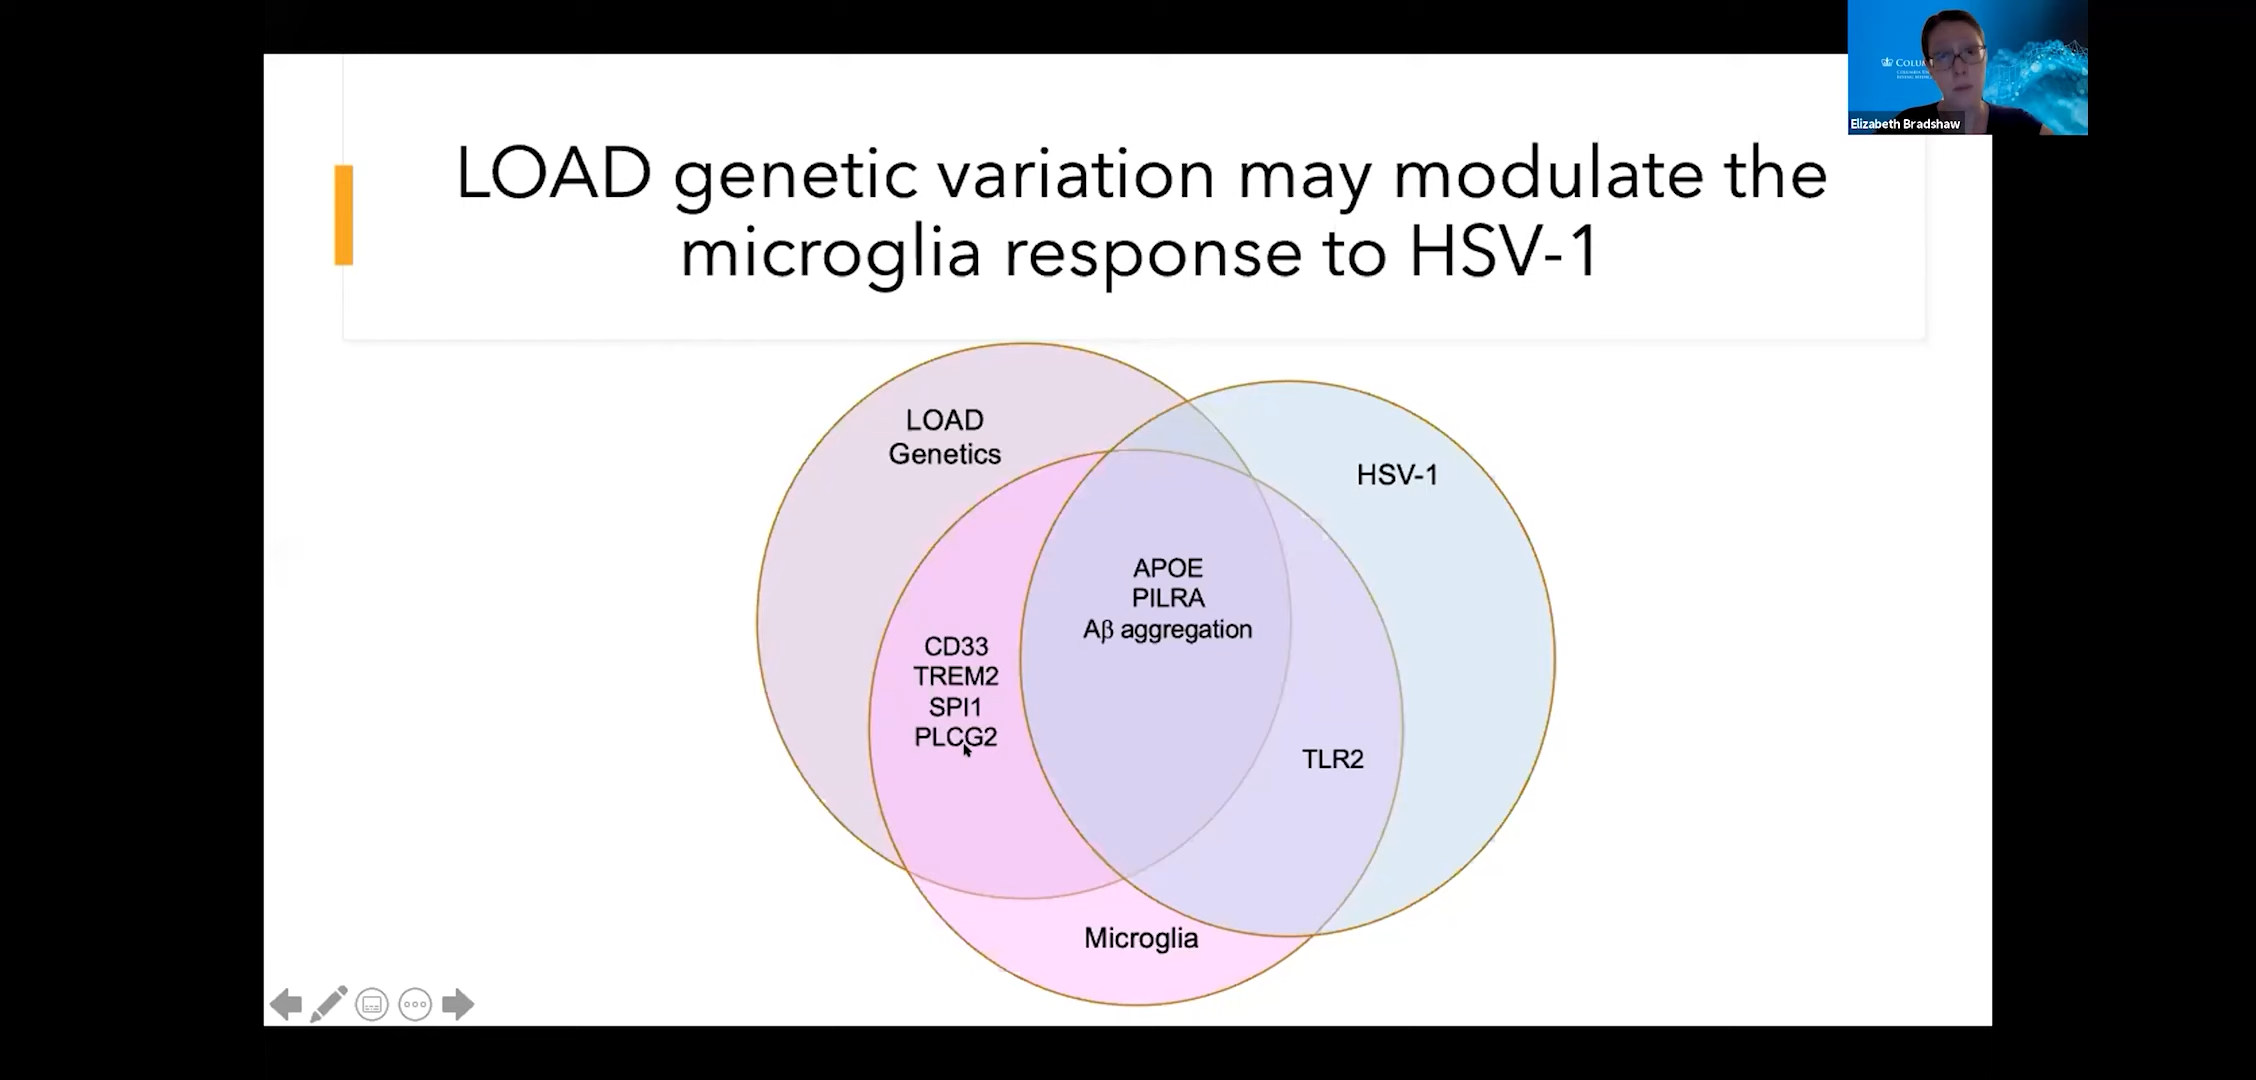 Elizabeth Bradshaw
LOAD genetic variation may modulate the
microglia response to HSV-1
LOAD
Genetics
HSV-1
APOE
PILRA
Aβ aggregation
CD33
TREM2
SPI1
PLCG2
TLR2
Microglia